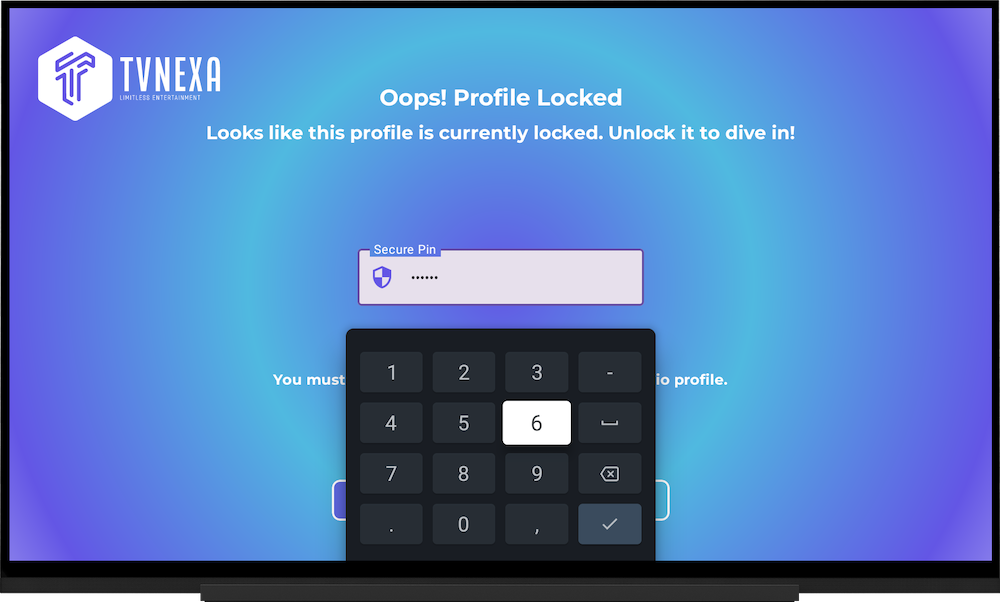 TVNEXA
LIMITLESS ENTERTAINMENT
Oops! Profile Locked
Looks like this profile is currently locked. Unlock it to dive in!
Secure Pin
••••••
You must
io profile.
1 2 3 -
4 5 6
7 8 9
. 0 ,